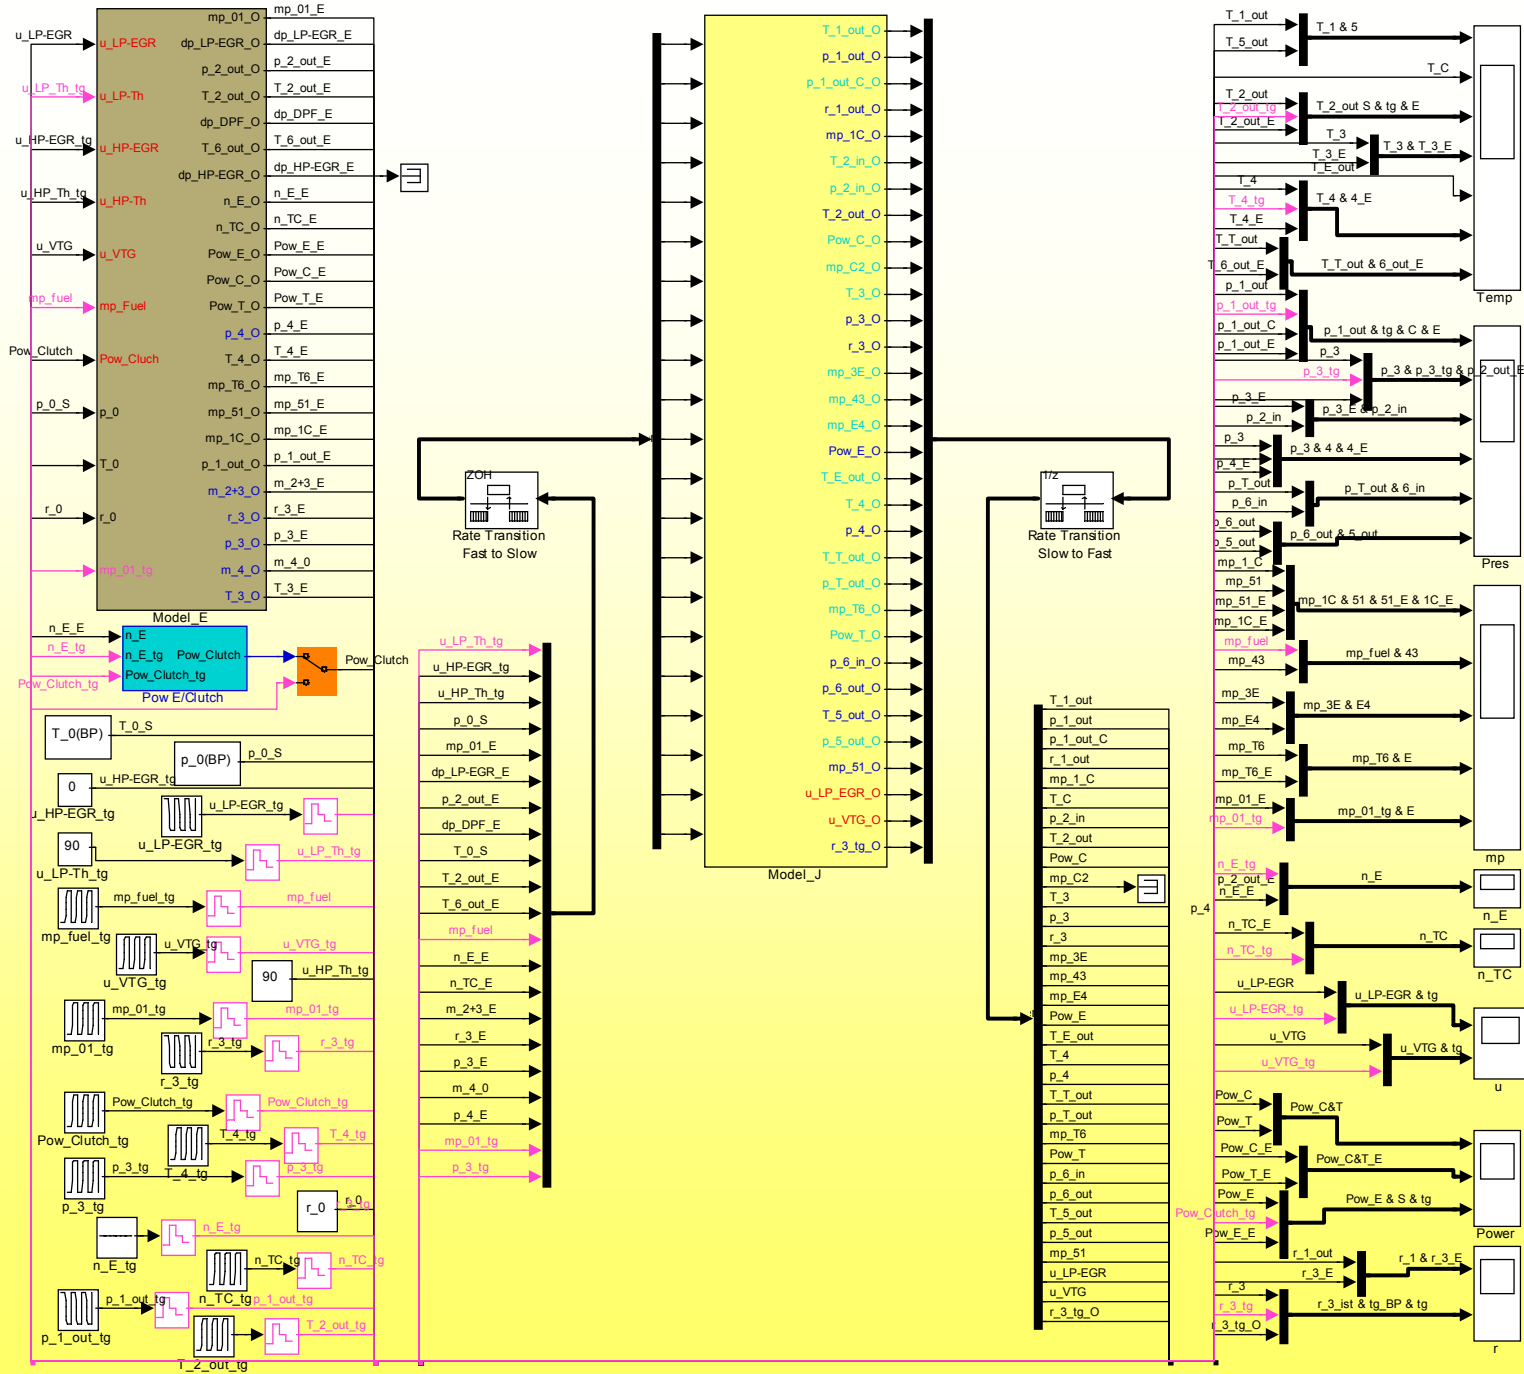 u_LP-EGR
u_LP_Th_tg
u_HP-EGR_tg
u_HP_Th_tg
u_VTG
mp_fuel
Pow_Clutch
p_0_S
r_0
u_LP-EGR
u_LP-Th
u_HP-EGR
u_HP-Th
u_VTG
mp_Fuel
Pow_Cluch
p_0
T_0
r_0
mp_01_tg
mp_01_O
dp_LP-EGR_O
p_2_out_O
T_2_out_O
dp_DPF_O
T_6_out_O
dp_HP-EGR_O
n_E_O
n_TC_O
Pow_E_O
Pow_C_O
Pow_T_O
p_4_O
T_4_O
mp_T6_O
mp_51_O
mp_1C_O
p_1_out_O
m_2+3_O
r_3_O
p_3_O
m_4_O
T_3_O
Model_E
mp_01_E
dp_LP-EGR_E
p_2_out_E
T_2_out_E
dp_DPF_E
T_6_out_E
dp_HP-EGR_E
n_E_E
n_TC_E
Pow_E_E
Pow_C_E
Pow_T_E
p_4_E
T_4_E
mp_T6_E
mp_51_E
mp_1C_E
p_1_out_E
m_2+3_E
r_3_E
p_3_E
m_4_0
T_3_E
n_E_E
n_E_tg
Pow_Clutch_tg
n_E
n_E_tg
Pow_Clutch_tg
Pow_Clutch
Pow E/Clutch
Pow_Clutch
T_0(BP)
T_0_S
p_0(BP)
p_0_S
0
u_HP-EGR_tg
u_HP-EGR_tg
u_LP-EGR_tg
u_LP-EGR_tg
90
u_LP-Th_tg
u_LP_Th_tg
mp_fuel_tg
mp_fuel_tg
mp_fuel
u_VTG_tg
u_VTG_tg
u_VTG_tg
90
u_HP_Th_tg
mp_01_tg
mp_01_tg
mp_01_tg
r_3_tg
r_3_tg
r_3_tg
Pow_Clutch_tg
Pow_Clutch_tg
Pow_Clutch_tg
T_4_tg
T_4_tg
T_4_tg
p_3_tg
p_3_tg
p_3_tg
r_0
r_0
r_3_tg
n_E_tg
n_E_tg
n_TC_tg
n_TC_tg
n_TC_tg
p_1_out_tg
p_1_out_tg
p_1_out_tg
T_2_out_tg
T_2_out_tg
ZOH
Rate Transition
Fast to Slow
u_LP_Th_tg
u_HP-EGR_tg
u_HP_Th_tg
p_0_S
mp_01_E
dp_LP-EGR_E
p_2_out_E
dp_DPF_E
T_0_S
T_2_out_E
T_6_out_E
mp_fuel
n_E_E
n_TC_E
m_2+3_E
r_3_E
p_3_E
m_4_0
p_4_E
mp_01_tg
p_3_tg
T_1_out_O
p_1_out_O
p_1_out_C_O
r_1_out_O
mp_1C_O
T_2_in_O
p_2_in_O
T_2_out_O
Pow_C_O
mp_C2_O
T_3_O
p_3_O
r_3_O
mp_3E_O
mp_43_O
mp_E4_O
Pow_E_O
T_E_out_O
T_4_O
p_4_O
T_T_out_O
p_T_out_O
mp_T6_O
Pow_T_O
p_6_in_O
p_6_out_O
T_5_out_O
p_5_out_O
mp_51_O
u_LP_EGR_O
u_VTG_O
r_3_tg_O
Model_J
1/z
Rate Transition
Slow to Fast
T_1_out
p_1_out
p_1_out_C
r_1_out
mp_1_C
T_C
p_2_in
T_2_out
Pow_C
mp_C2
T_3
p_3
r_3
mp_3E
mp_43
mp_E4
Pow_E
T_E_out
T_4
p_4
T_T_out
p_T_out
mp_T6
Pow_T
p_6_in
p_6_out
T_5_out
p_5_out
mp_51
u_LP-EGR
u_VTG
r_3_tg_O
T_1_out
T_5_out
T_1 & 5
T_C
T_2_out
T_2_out_tg
T_2_out_E
T_2_out S & tg & E
T_3
T_3_E
T_3 & T_3_E
T_E_out
T_4
T_4_tg
T_4_E
T_4 & 4_E
T_T_out
T_6_out_E
T_T_out & 6_out_E
Temp
p_1_out
p_1_out_tg
p_1_out_C
p_1_out_E
p_1_out & tg & C & E
p_3
p_3_tg
p_3 & p_3_tg & p_2_out_E
p_3_E
p_2_in
p_3_E & p_2_in
p_3
p_4_E
p_3 & 4 & 4_E
p_T_out
p_6_in
p_T_out & 6_in
p_6_out
p_5_out
p_6_out & 5_out
Pres
mp_1_C
mp_51
mp_51_E
mp_1C_E
mp_1C & 51 & 51_E & 1C_E
mp_fuel
mp_43
mp_fuel & 43
mp_3E
mp_E4
mp_3E & E4
mp_T6
mp_T6_E
mp_T6 & E
mp_01_E
mp_01_tg
mp_01_tg & E
mp
n_E_tg
p_2_out_E
n_E_E
n_E
n_E
p_4
n_TC_E
n_TC_tg
n_TC
n_TC
u_LP-EGR
u_LP-EGR_tg
u_LP-EGR & tg
u_VTG
u_VTG_tg
u_VTG & tg
u
Pow_C
Pow_T
Pow_C&T
Pow_C_E
Pow_T_E
Pow_C&T_E
Pow_E
Pow_Clutch_tg
Pow_E_E
Pow_E & S & tg
Power
r_1_out
r_3_E
r_1 & r_3_E
r_3
r_3_tg
r_3_tg_O
r_3_ist & tg_BP & tg
r